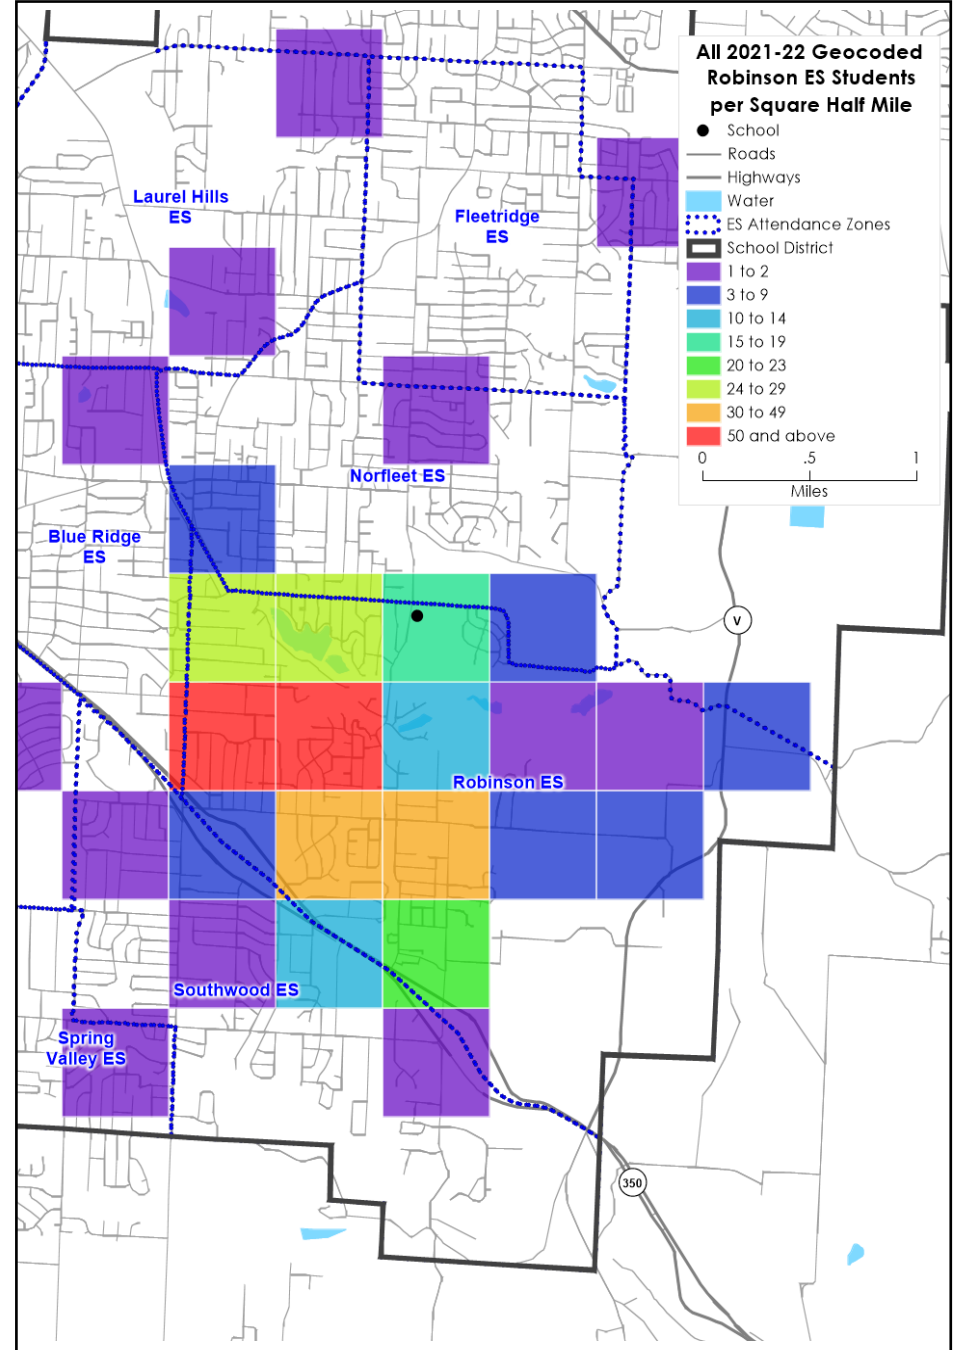 All 2021-22 Geocoded
Robinson ES Students
per Square Half Mile
School
Roads
Highways
Water
ES Attendance Zones
School District
1 to 2
3 to 9
10 to 14
15 to 19
20 to 23
24 to 29
30 to 49
50 and above
0 .5 1
Miles
Laurel Hills
ES
Fleetridge
ES
Norfleet ES
Blue Ridge
ES
V
Robinson ES
Southwood ES
Spring
Valley ES
350